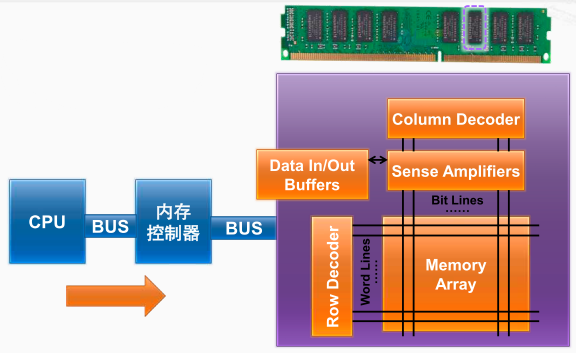 Column Decoder
Data In/Out
Buffers
Sense Amplifiers
Bit Lines
......
CPU
BUS
内存
控制器
BUS
Row Decoder
Word Lines
......
Memory
Array